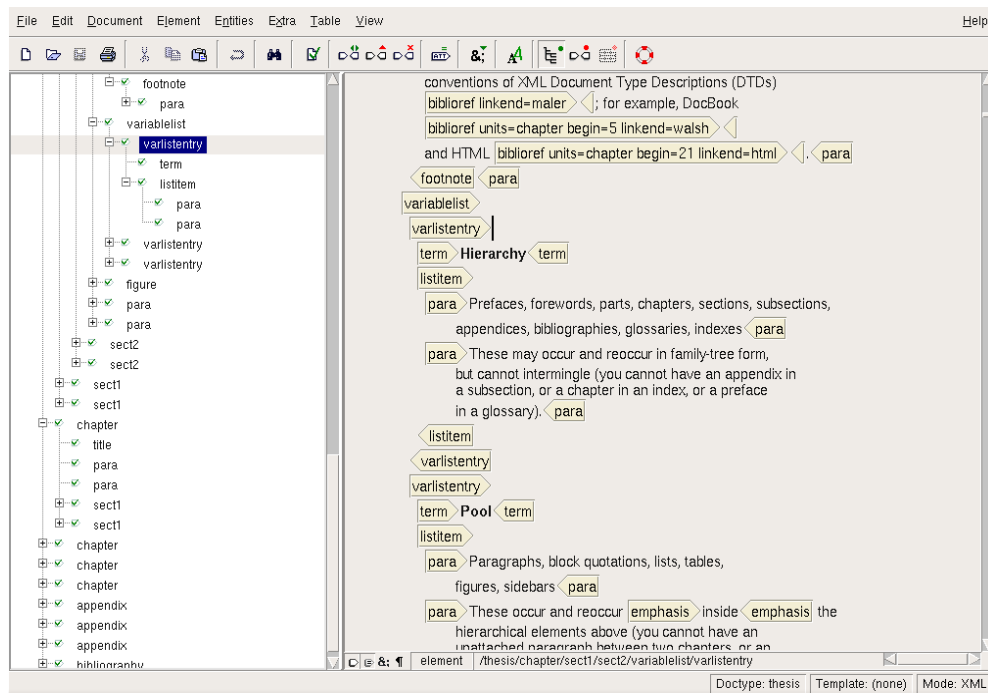 File Edit Document Element Entities Extra Table View Help
footnote
para
variablelist
varlistentry
term
listitem
para
para
varlistentry
varlistentry
figure
para
para
sect2
sect2
sect1
sect1
chapter
title
para
para
sect1
sect1
chapter
chapter
chapter
appendix
appendix
appendix
bibliography
conventions of XML Document Type Descriptions (DTDs)
biblioref linkend=maler ; for example, DocBook
biblioref units=chapter begin=5 linkend=walsh
and HTML biblioref units=chapter begin=21 linkend=html . para
footnote para
variablelist
varlistentry
term Hierarchy term
listitem
para Prefaces, forewords, parts, chapters, sections, subsections,
appendices, bibliographies, glossaries, indexes para
para These may occur and reoccur in family-tree form,
but cannot intermingle (you cannot have an appendix in
a subsection, or a chapter in an index, or a preface
in a glossary). para
listitem
varlistentry
varlistentry
term Pool term
listitem
para Paragraphs, block quotations, lists, tables,
figures, sidebars para
para These occur and reoccur emphasis inside emphasis the
hierarchical elements above (you cannot have an
unattached paragraph between two chapters, or an
&; ¶ element /thesis/chapter/sect1/sect2/variablelist/varlistentry
Doctype: thesis Template: (none) Mode: XML